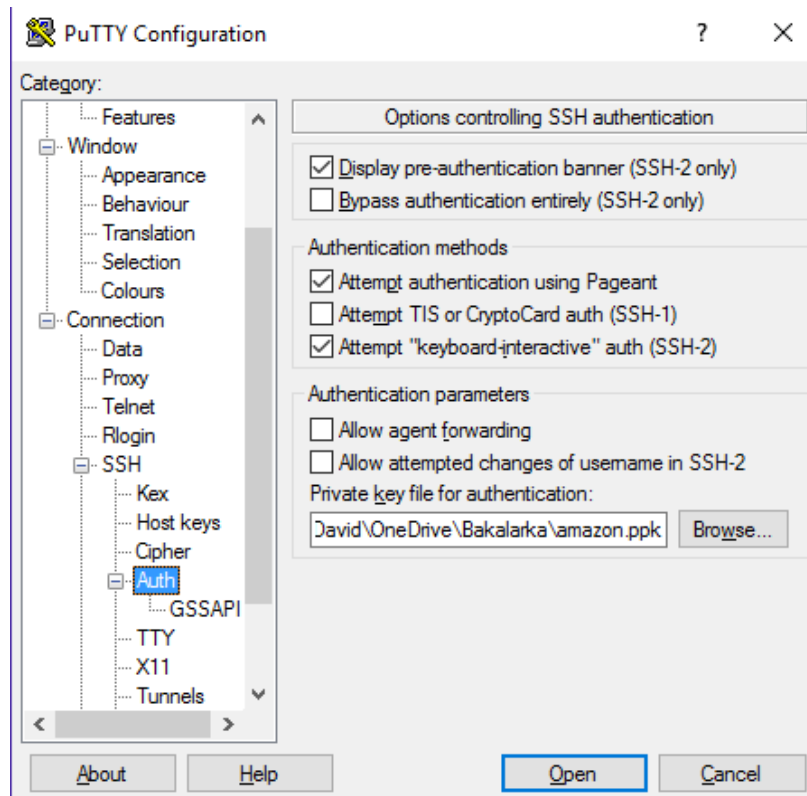 PuTTY Configuration
?
Category:
Features
Window
Appearance
Behaviour
Translation
Selection
Colours
Connection
Data
Proxy
Telnet
Rlogin
SSH
Kex
Host keys
Cipher
Auth
GSSAPI
TTY
X11
Tunnels
Options controlling SSH authentication
Display pre-authentication banner (SSH-2 only)
Bypass authentication entirely (SSH-2 only)
Authentication methods
Attempt authentication using Pageant
Attempt TIS or CryptoCard auth (SSH-1)
Attempt "keyboard-interactive" auth (SSH-2)
Authentication parameters
Allow agent forwarding
Allow attempted changes of username in SSH-2
Private key file for authentication:
David\OneDrive\Bakalarka\amazon.ppk
Browse...
About
Help
Open
Cancel